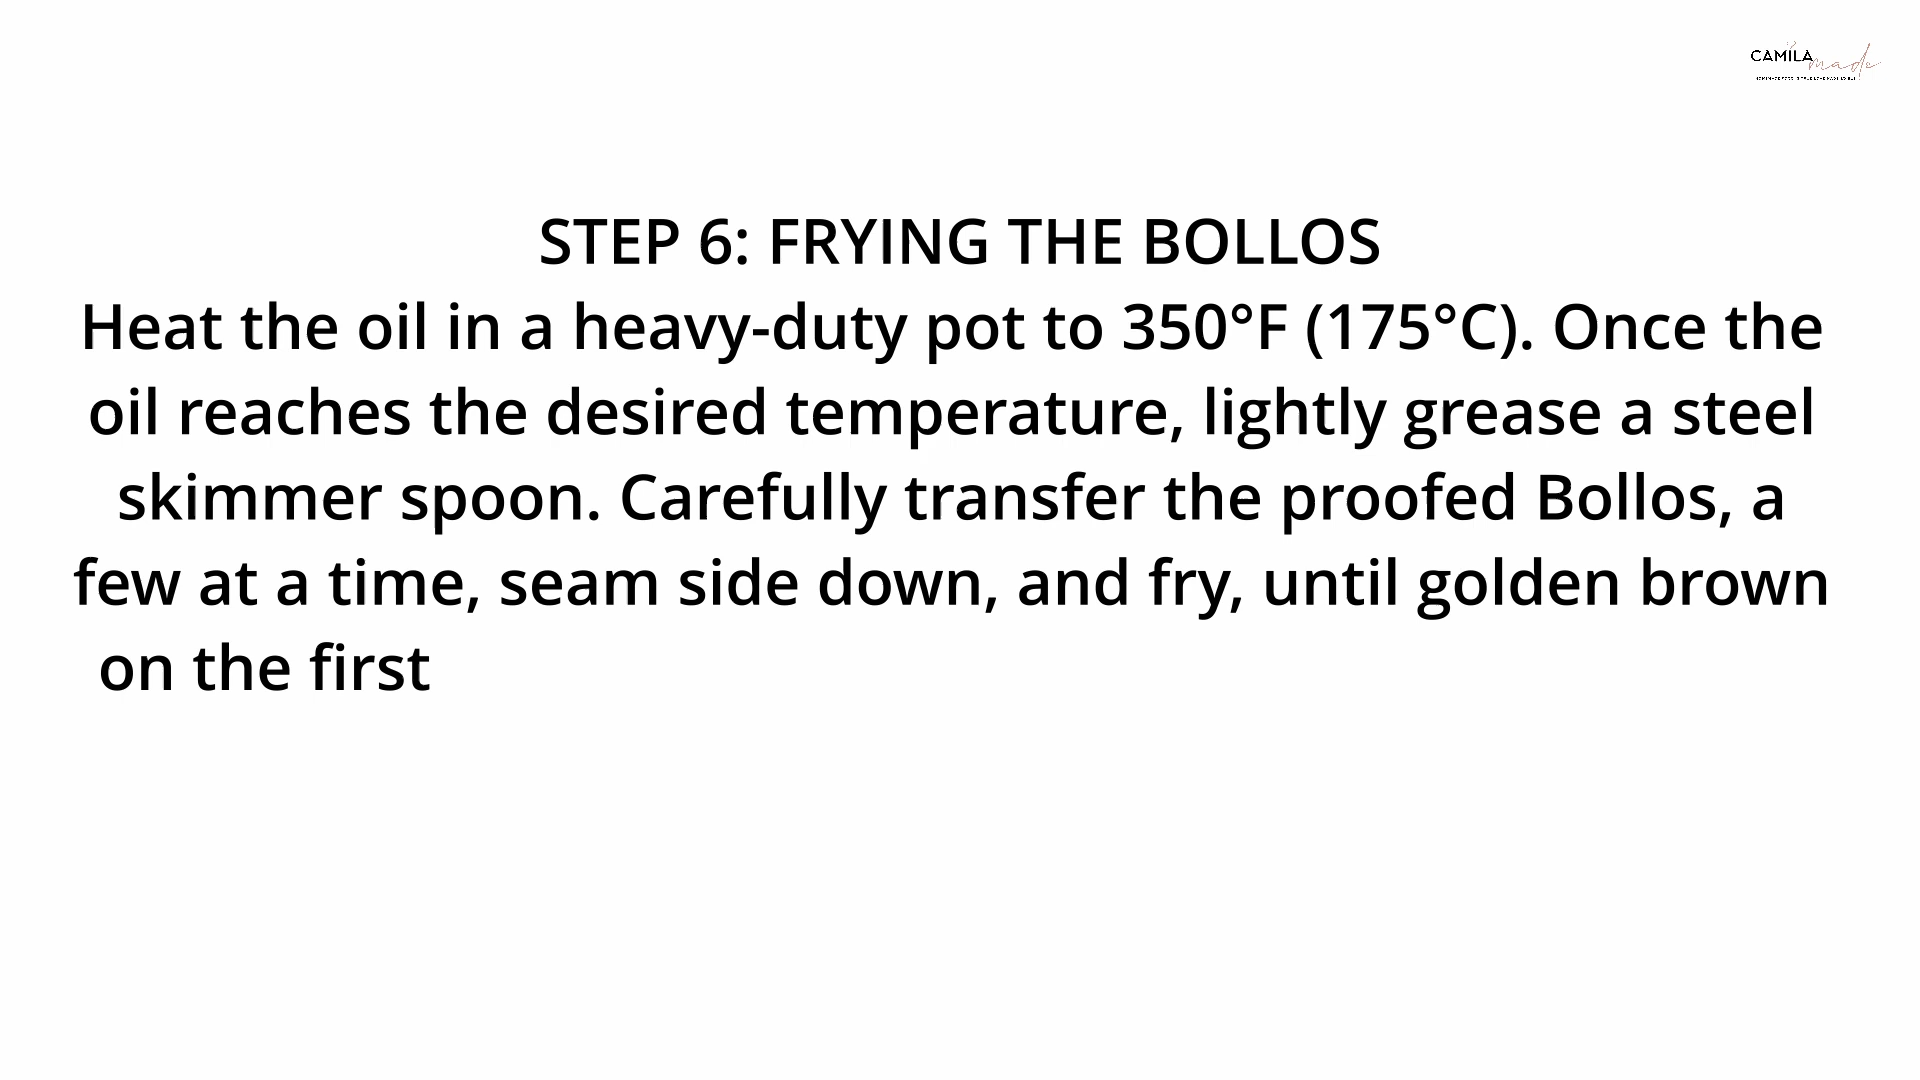 CAMILA made
STEP 6: FRYING THE BOLLOS
Heat the oil in a heavy-duty pot to 350°F (175°C). Once the
oil reaches the desired temperature, lightly grease a steel
skimmer spoon. Carefully transfer the proofed Bollos, a
few at a time, seam side down, and fry, until golden brown
on the first